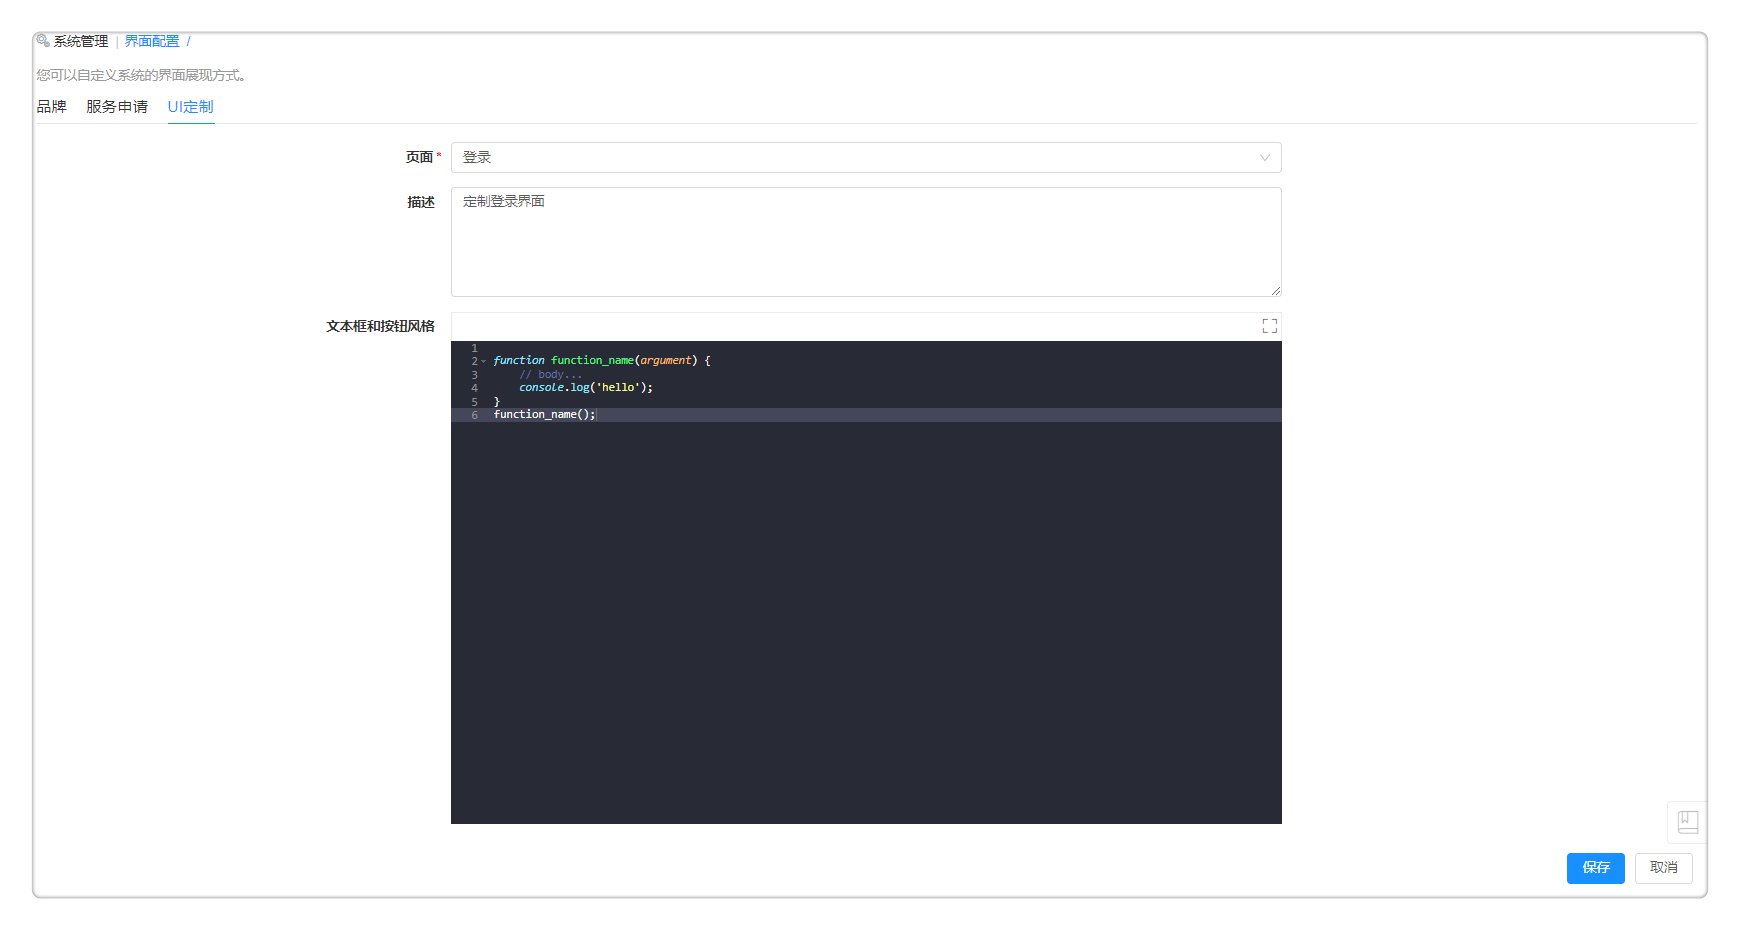 系统管理 | 界面配置 /
您可以自定义系统的界面展现方式。
品牌 服务申请 UI定制
页面 * 登录
描述 定制登录界面
文本框和按钮风格
1
2 function function_name(argument) {
3 // body...
4 console.log('hello');
5 }
6 function_name();
保存 取消